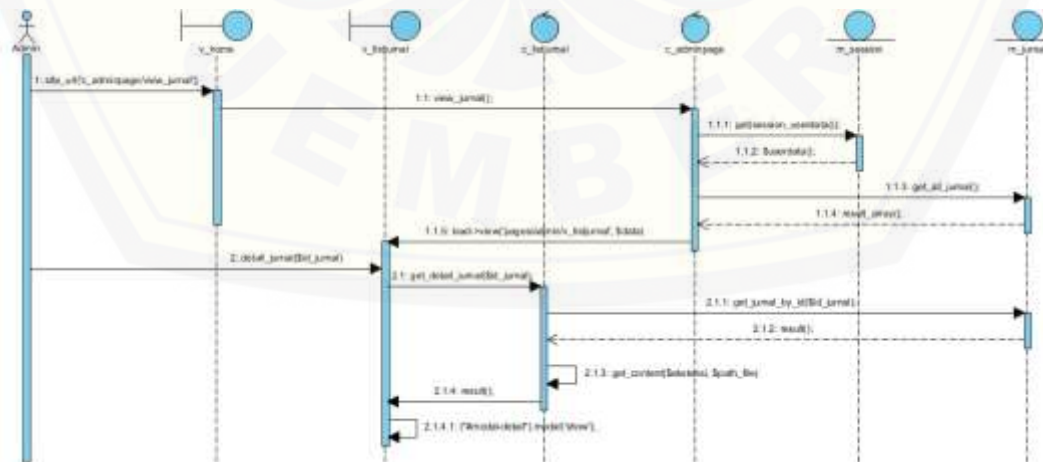 Admin
v_home
v_listjurnal
c_listjurnal
c_adminpage
m_session
m_jurnal
1: site_url('c_adminpage/view_jurnal')
1.1: view_jurnal();
1.1.1: get(session_userdata);
1.1.2: $userdata();
1.1.3: get_all_jurnal()
1.1.4: result_array();
1.1.5: load->view('pages/admin/v_listjurnal', $data)
2: detail_jurnal($id_jurnal)
2.1: get_detail_jurnal($id_jurnal)
2.1.1: get_jurnal_by_id($id_jurnal);
2.1.2: result();
2.1.3: get_content($abstraksi, $path_file)
2.1.4: result();
2.1.4.1: ("#modal-detail").modal('show');
JEMBER